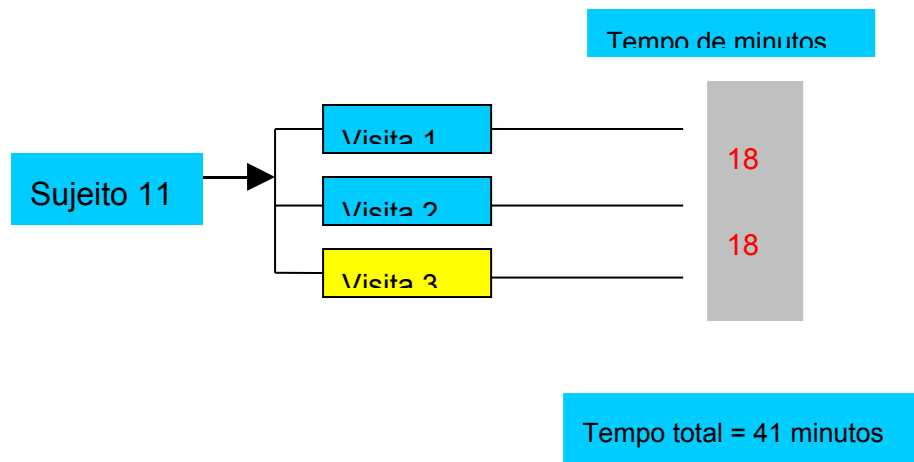 Tempo de minutos
Visita 1
18
Sujeito 11
Visita 2
18
Visita 3
Tempo total = 41 minutos